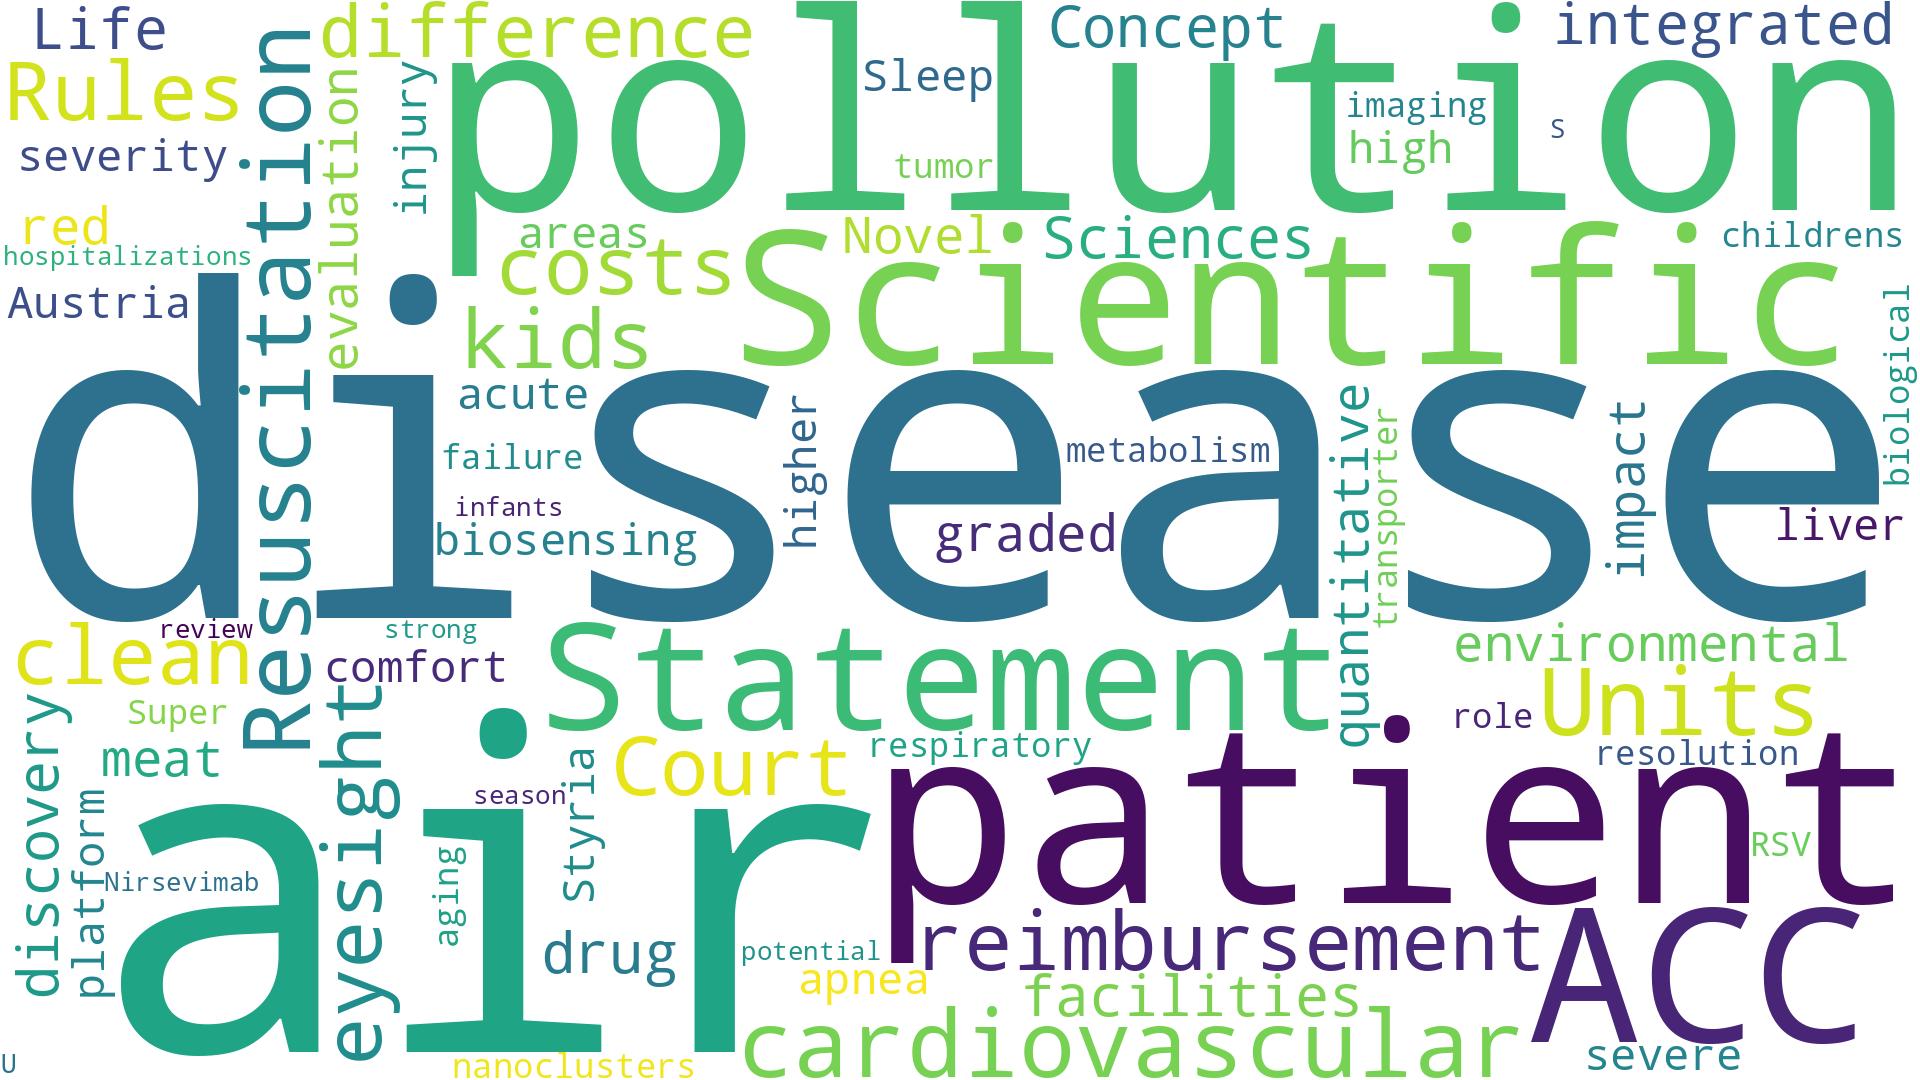 Life
difference
Concept
integrated
Rules
pollution
Sleep
imaging
high
S
tumor
severity
Resuscitation
evaluation
injury
red
areas
Novel
Sciences
childrens
hospitalizations
costs
Scientific
Austria
kids
biological
disease
acute
higher
failure
metabolism
quantitative
transporter
impact
infants
biosensing
graded
liver
review
strong
clean
comfort
Statement
environmental
Super
eyesight
Units
role
discovery
meat
Court
respiratory
resolution
platform
season
Styria
patient
air
Nirsevimab
aging
RSV
drug
potential
reimbursement
ACC
apnea
facilities
cardiovascular
severe
U
nanoclusters